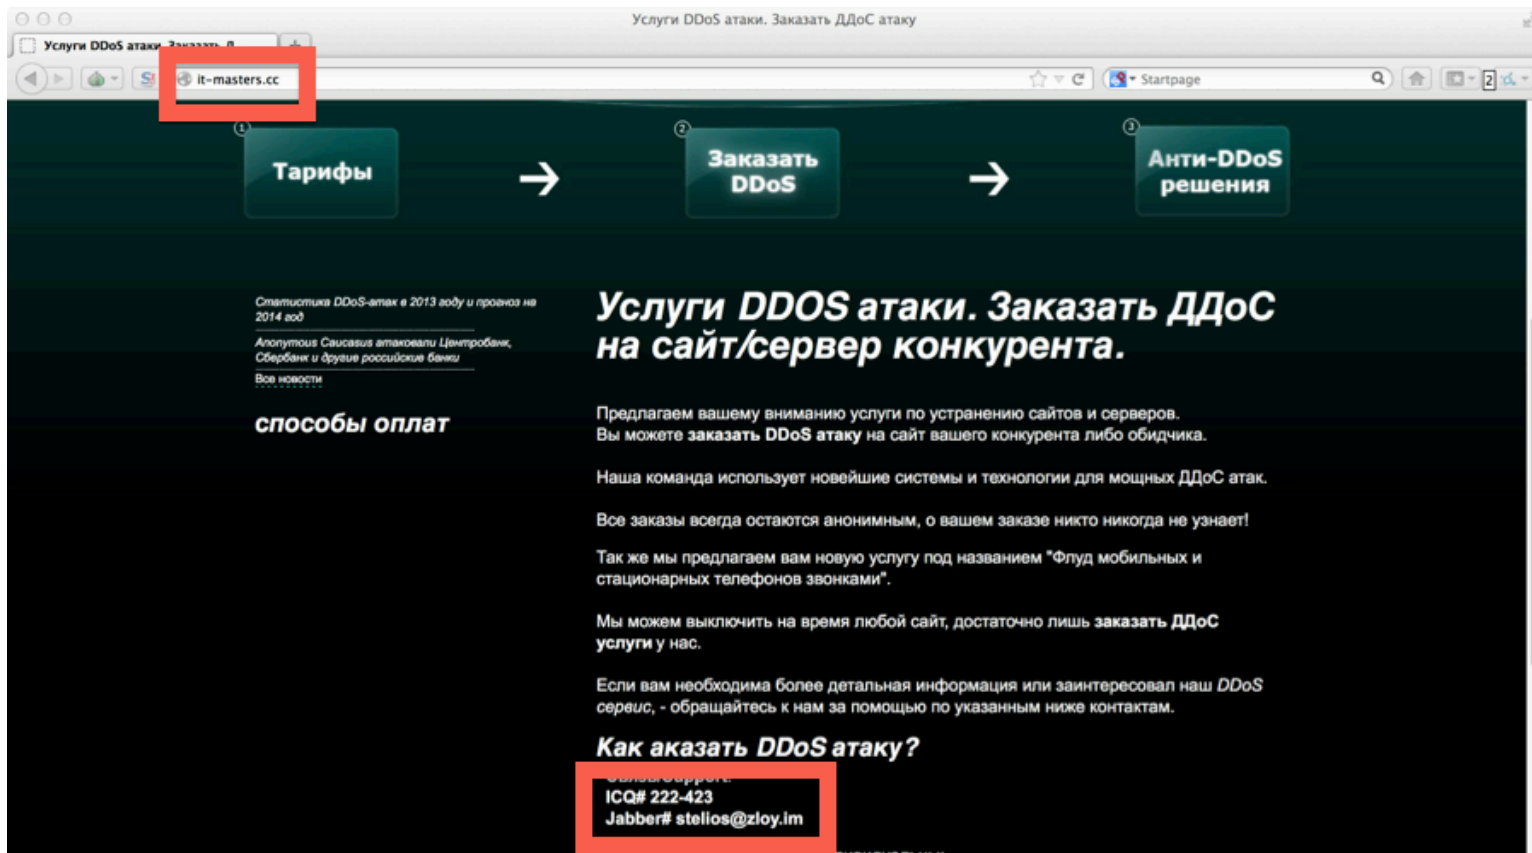 Услуги DDoS атаки. Заказать ДДоС атаку
Услуги DDoS атаки. Заказать Д
it-masters.cc
Startpage
2
1
Тарифы
2
Заказать
DDoS
3
Анти-DDoS
решения
Статистика DDoS-атак в 2013 году и прогноз на
2014 год
Anonymous Caucasus атаковали Центробанк,
Сбербанк и другие российские банки
Все новости
способы оплат
Услуги DDOS атаки. Заказать ДДоС
на сайт/сервер конкурента.
Предлагаем вашему вниманию услуги по устранению сайтов и серверов.
Вы можете заказать DDoS атаку на сайт вашего конкурента либо обидчика.
Наша команда использует новейшие системы и технологии для мощных ДДоС атак.
Все заказы всегда остаются анонимным, о вашем заказе никто никогда не узнает!
Так же мы предлагаем вам новую услугу под названием "Флуд мобильных и
стационарных телефонов звонками".
Мы можем выключить на время любой сайт, достаточно лишь заказать ДДоС
услуги у нас.
Если вам необходима более детальная информация или заинтересовал наш DDoS
сервис, - обращайтесь к нам за помощью по указанным ниже контактам.
Как аказать DDoS атаку?
ICQ# 222-423
Jabber# stelios@zloy.im